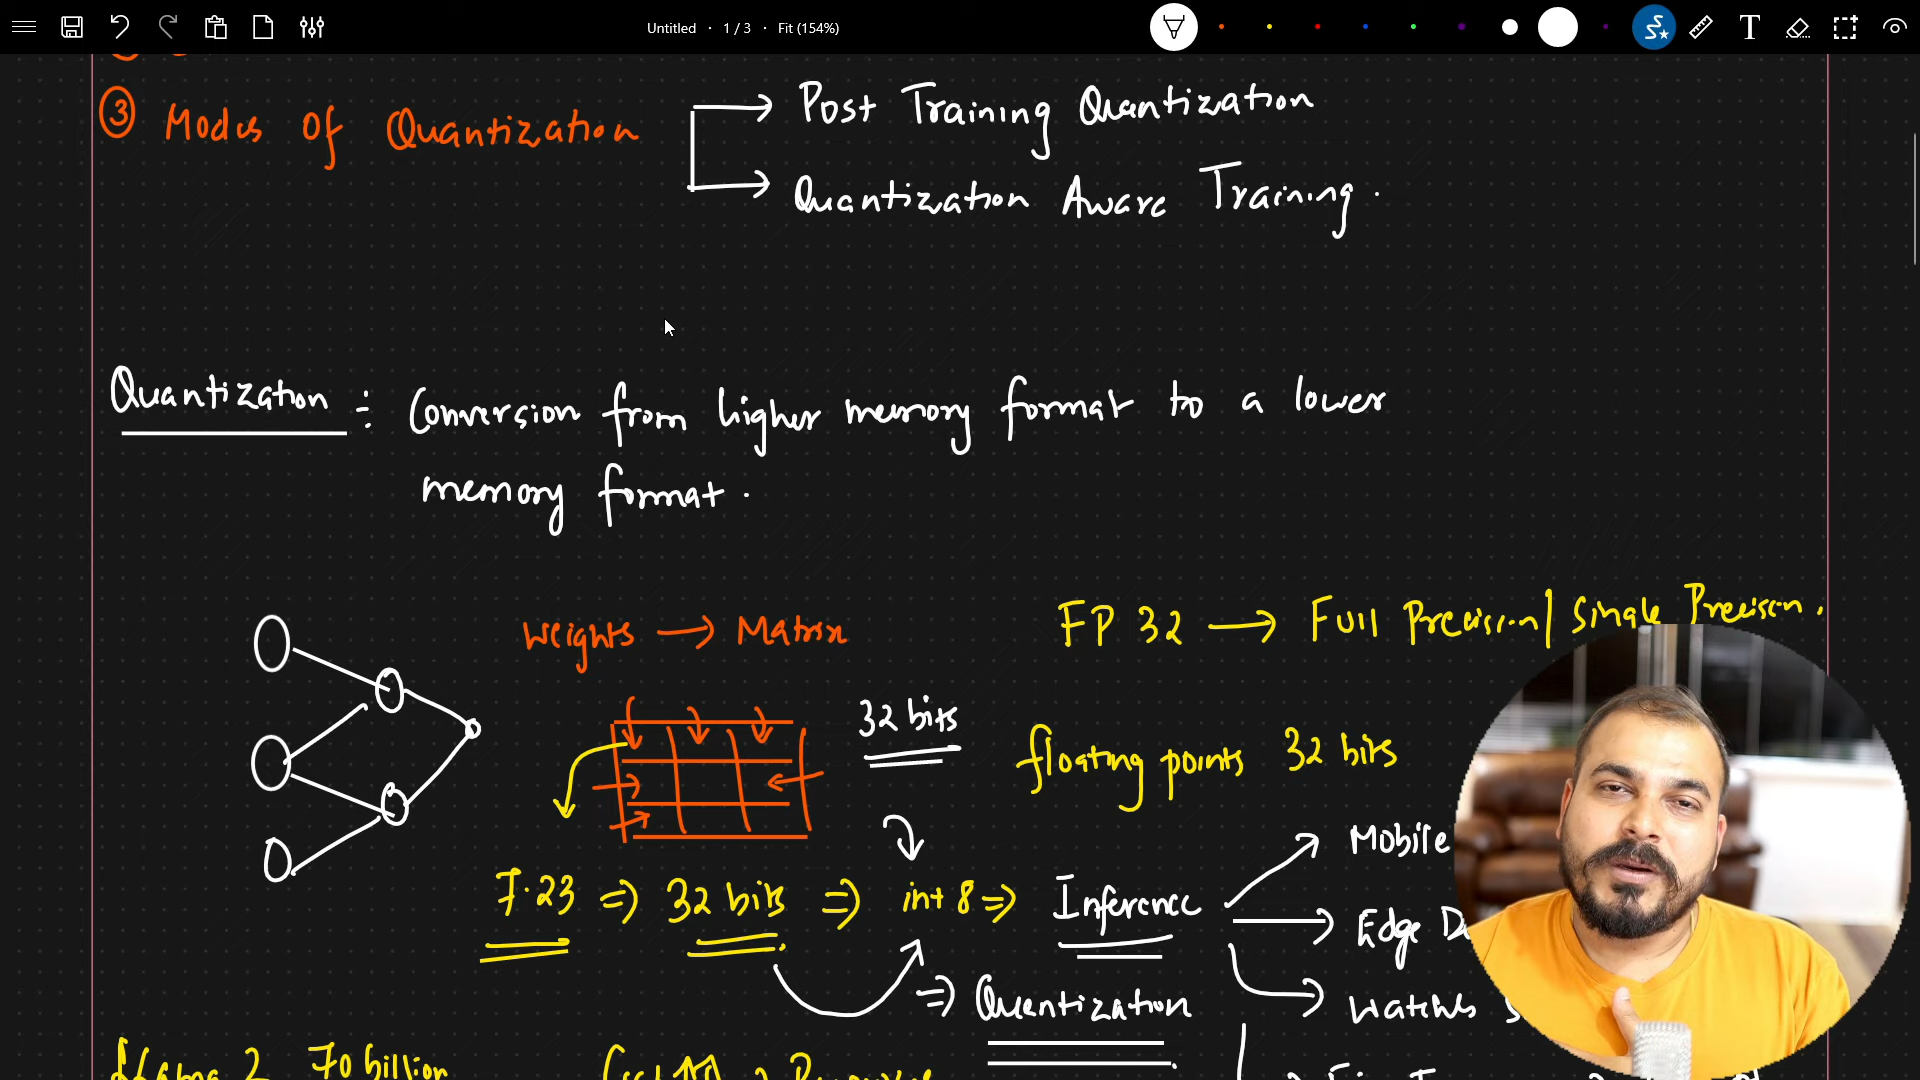 Untitled · 1 / 3 · Fit (154%)
③ Modes Of Quantization
Post Training Quantization
Quantization Aware Training.
Quantization ÷ Conversion from higher memory format to a lower
memory format.
Weights → Matrix
FP 32 → Full Precision / Single Precision.
32 bits
floating points 32 bits
7.23 ⇒ 32 bits ⇒ int 8 ⇒ Inference
Mobile
Edge
⇒ Quantization
Watches
Llama 2 70 billion